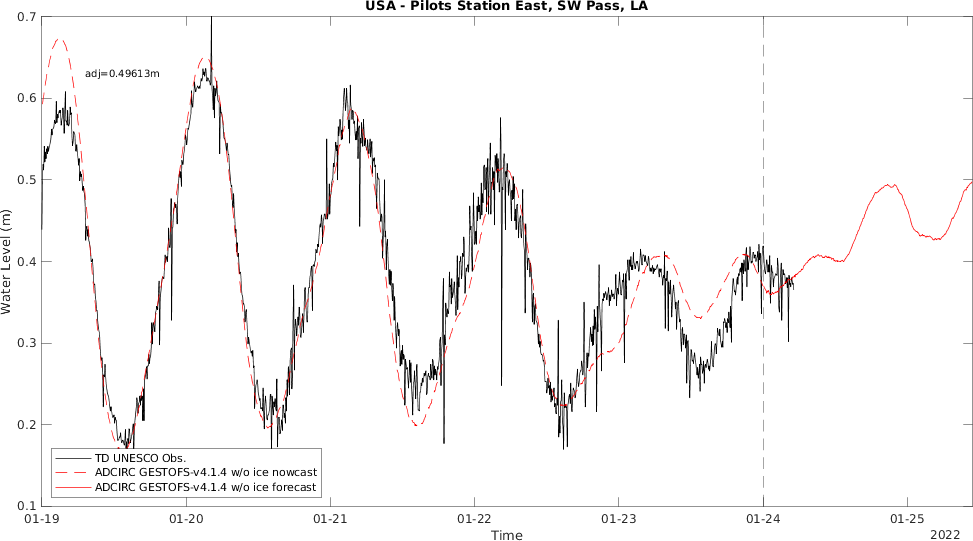 USA - Pilots Station East, SW Pass, LA
0.7
adj=0.49613m
0.6
0.5
0.4
0.3
0.2
0.1
Water Level (m)
TD UNESCO Obs.
ADCIRC GESTOFS-v4.1.4 w/o ice nowcast
ADCIRC GESTOFS-v4.1.4 w/o ice forecast
01-19 01-20 01-21 01-22 01-23 01-24 01-25
Time
2022